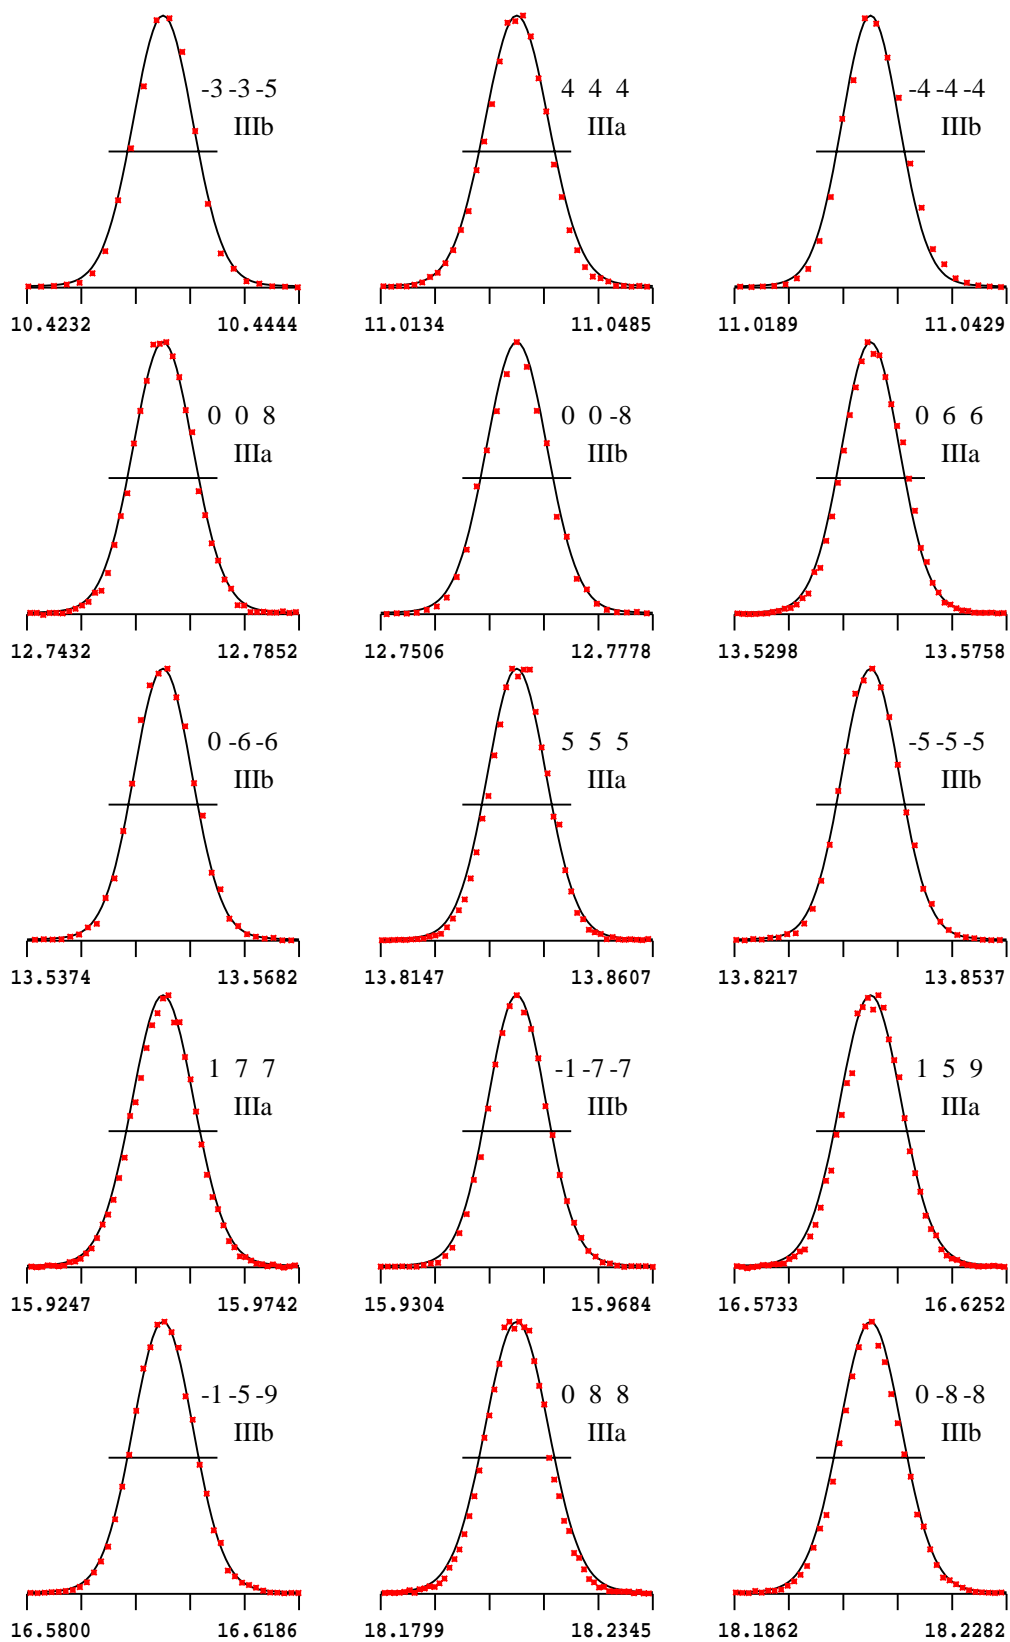 -3 -3 -5 4 4 4 -4 -4 -4
IIIb IIIa IIIb
10.4232 10.4444 11.0134 11.0485 11.0189 11.0429
0 0 8 0 0 -8 0 6 6
IIIa IIIb IIIa
12.7432 12.7852 12.7506 12.7778 13.5298 13.5758
0 -6 -6 5 5 5 -5 -5 -5
IIIb IIIa IIIb
13.5374 13.5682 13.8147 13.8607 13.8217 13.8537
1 7 7 -1 -7 -7 1 5 9
IIIa IIIb IIIa
15.9247 15.9742 15.9304 15.9684 16.5733 16.6252
-1 -5 -9 0 8 8 0 -8 -8
IIIb IIIa IIIb
16.5800 16.6186 18.1799 18.2345 18.1862 18.2282